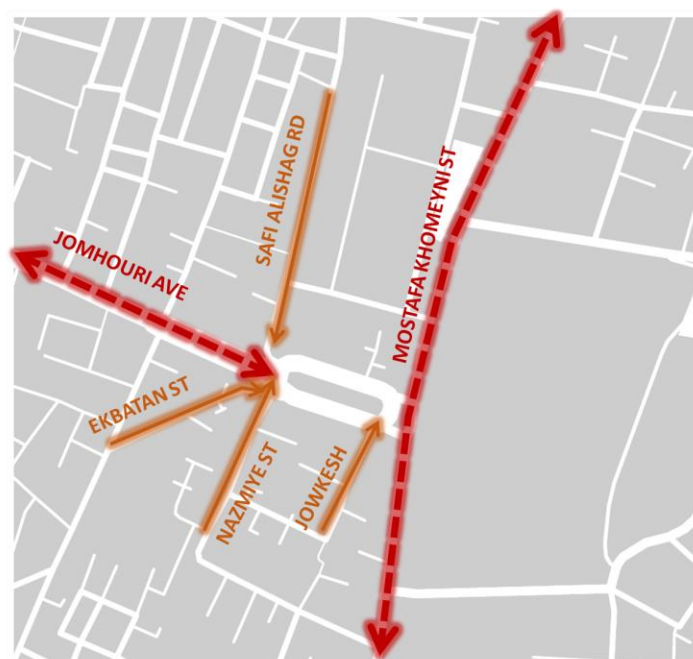 SAFI ALISHAG RD
MOSTAFA KHOMEYNI ST
JOMHOURI AVE
EKBATAN ST
NAZMIYE ST
JOWKESH